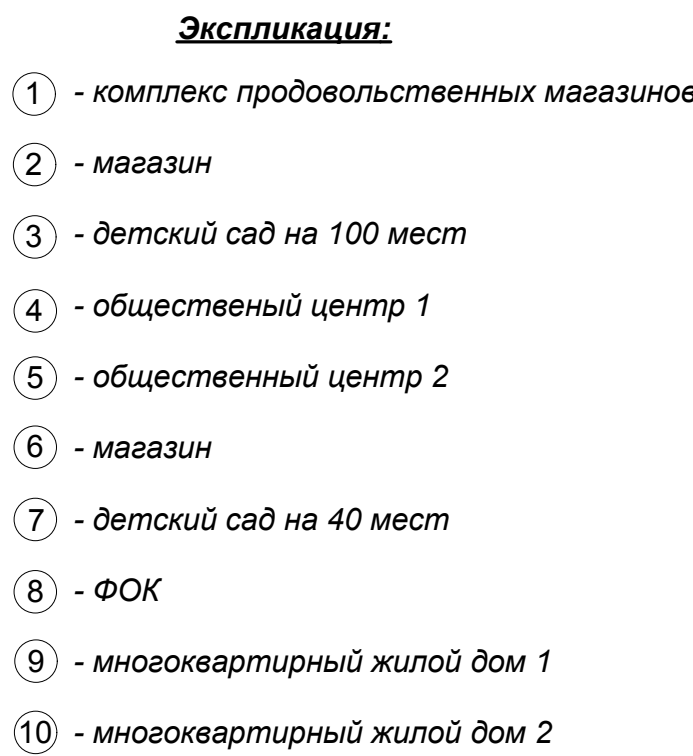 Экспликация:
1 - комплекс продовольственных магазинов
2 - магазин
3 - детский сад на 100 мест
4 - общественый центр 1
5 - общественный центр 2
6 - магазин
7 - детский сад на 40 мест
8 - ФОК
9 - многоквартирный жилой дом 1
10 - многоквартирный жилой дом 2